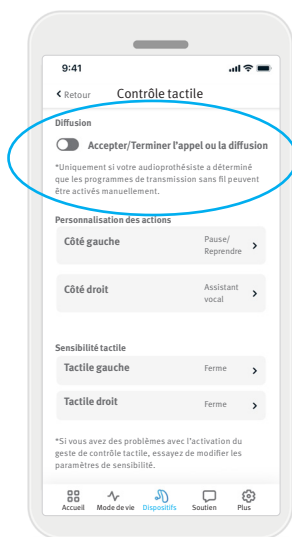 9:41
Retour Contrôle tactile
Diffusion
Accepter/Terminer l'appel ou la diffusion
*Uniquement si votre audioprothésiste a déterminé
que les programmes de transmission sans fil peuvent
être activés manuellement.
Personnalisation des actions
Côté gauche Pause/
Reprendre
Côté droit Assistant
vocal
Sensibilité tactile
Tactile gauche Ferme
Tactile droit Ferme
*Si vous avez des problèmes avec l'activation du
geste de contrôle tactile, essayez de modifier les
paramètres de sensibilité.
Accueil Mode de vie Dispositifs Soutien Plus